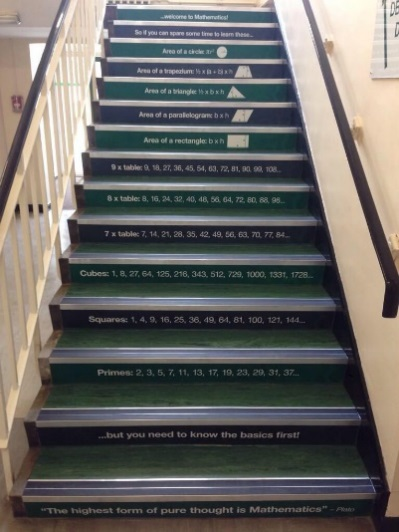 ...welcome to Mathematics!
So if you can spare some time to learn these...
Area of a circle: πr²
Area of a trapezium: ½ x (a + b) x h
Area of a triangle: ½ x b x h
Area of a parallelogram: b x h
Area of a rectangle: b x h
9 x table: 9, 18, 27, 36, 45, 54, 63, 72, 81, 90, 99, 108...
8 x table: 8, 16, 24, 32, 40, 48, 56, 64, 72, 80, 88, 96...
7 x table: 7, 14, 21, 28, 35, 42, 49, 56, 63, 70, 77, 84...
Cubes: 1, 8, 27, 64, 125, 216, 343, 512, 729, 1000, 1331, 1728...
Squares: 1, 4, 9, 16, 25, 36, 49, 64, 81, 100, 121, 144...
Primes: 2, 3, 5, 7, 11, 13, 17, 19, 23, 29, 31, 37...
...but you need to know the basics first!
"The highest form of pure thought is Mathematics" - Plato